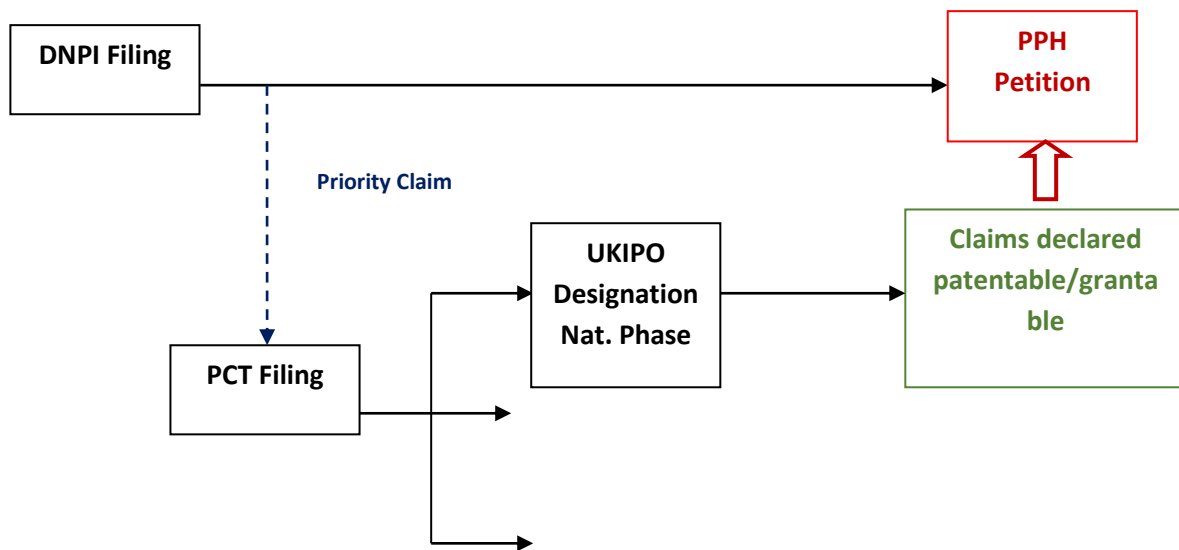 DNPI Filing
PPH
Petition
Priority Claim
UKIPO
Designation
Nat. Phase
Claims declared
patentable/granta
ble
PCT Filing